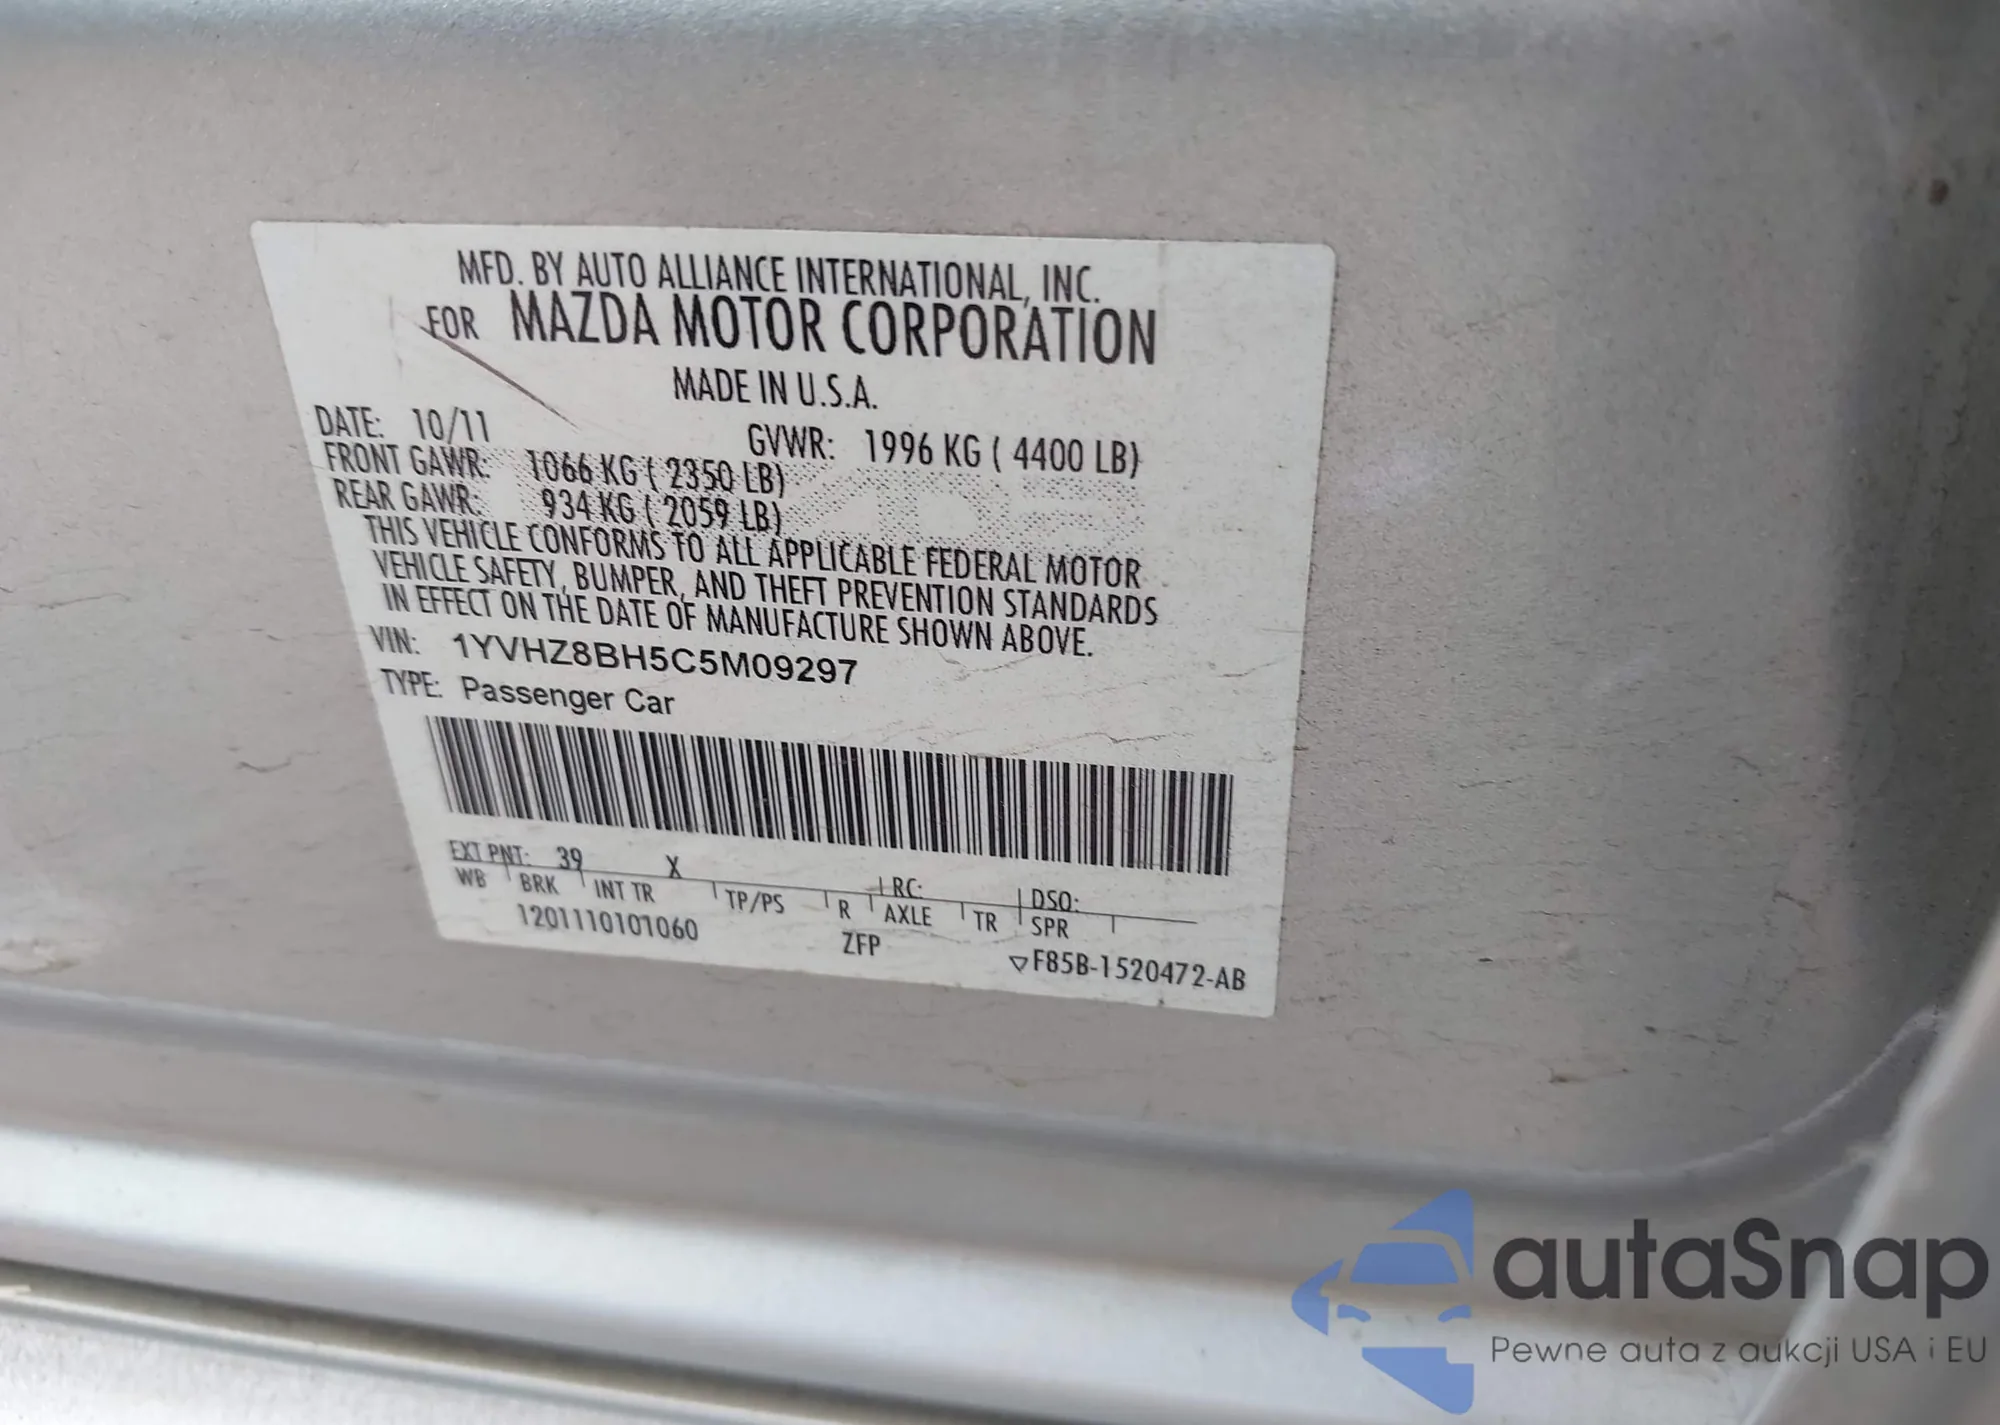 MFD. BY AUTO ALLIANCE INTERNATIONAL, INC.
FOR MAZDA MOTOR CORPORATION
MADE IN U.S.A.
DATE: 10/11 GVWR: 1996 KG ( 4400 LB)
FRONT GAWR: 1066 KG ( 2350 LB)
REAR GAWR: 934 KG ( 2059 LB)
THIS VEHICLE CONFORMS TO ALL APPLICABLE FEDERAL MOTOR
VEHICLE SAFETY, BUMPER, AND THEFT PREVENTION STANDARDS
IN EFFECT ON THE DATE OF MANUFACTURE SHOWN ABOVE.
VIN: 1YVHZ8BH5C5M09297
TYPE: Passenger Car
EXT PNT: 39 X RC: DSO:
WB BRK INT TR TP/PS R AXLE TR SPR
1201110101060 ZFP ▽F85B-1520472-AB
autaSnap
Pewne auta z aukcji USA i EU